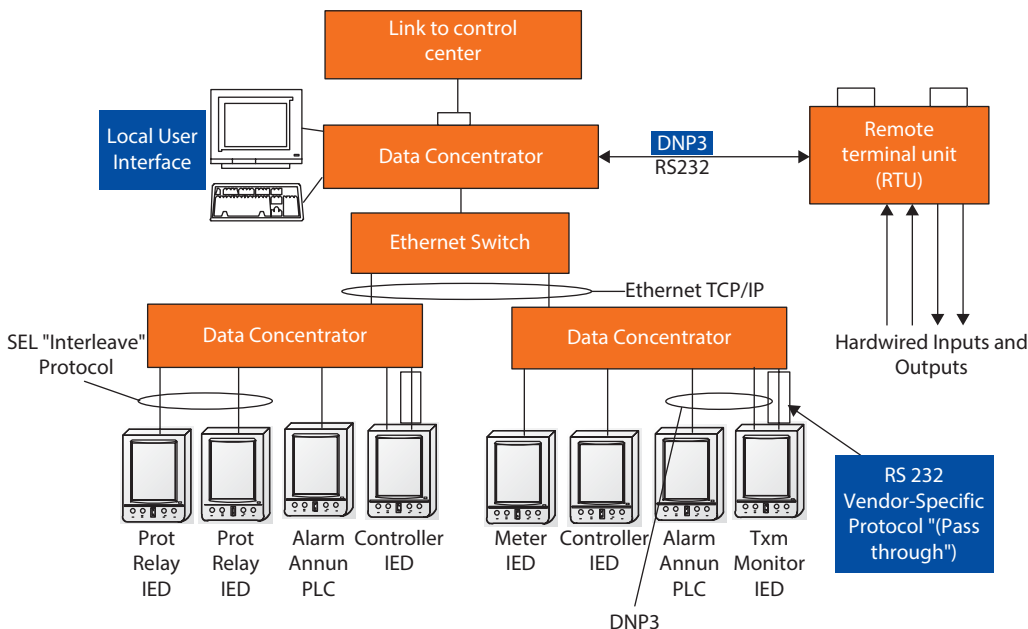 Link to control
center
Local User
Interface
Data Concentrator
DNP3
RS232
Remote
terminal unit
(RTU)
Ethernet Switch
Ethernet TCP/IP
SEL "Interleave"
Protocol
Data Concentrator
Data Concentrator
Hardwired Inputs and
Outputs
Prot
Relay
IED
Prot
Relay
IED
Alarm
Annun
PLC
Controller
IED
Meter
IED
Controller
IED
Alarm
Annun
PLC
Txm
Monitor
IED
RS 232
Vendor-Specific
Protocol "(Pass
through")
DNP3